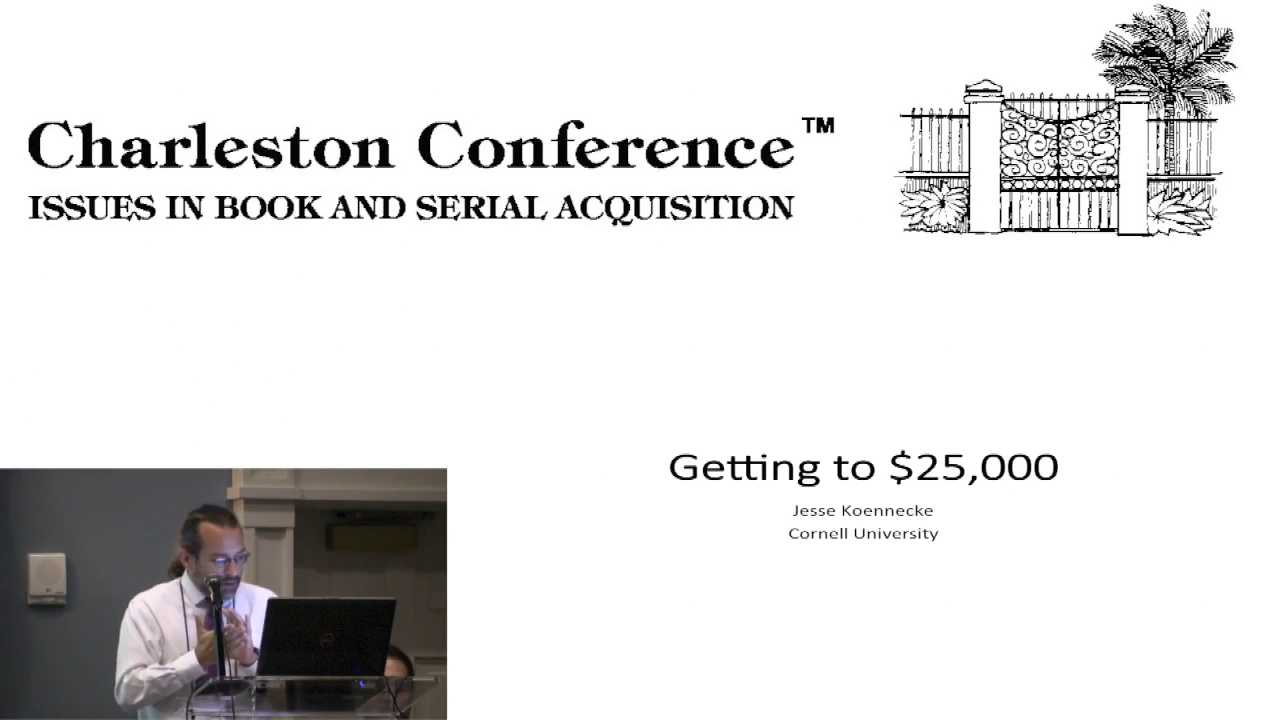 Charleston Conference™
ISSUES IN BOOK AND SERIAL ACQUISITION
Getting to $25,000
Jesse Koennecke
Cornell University